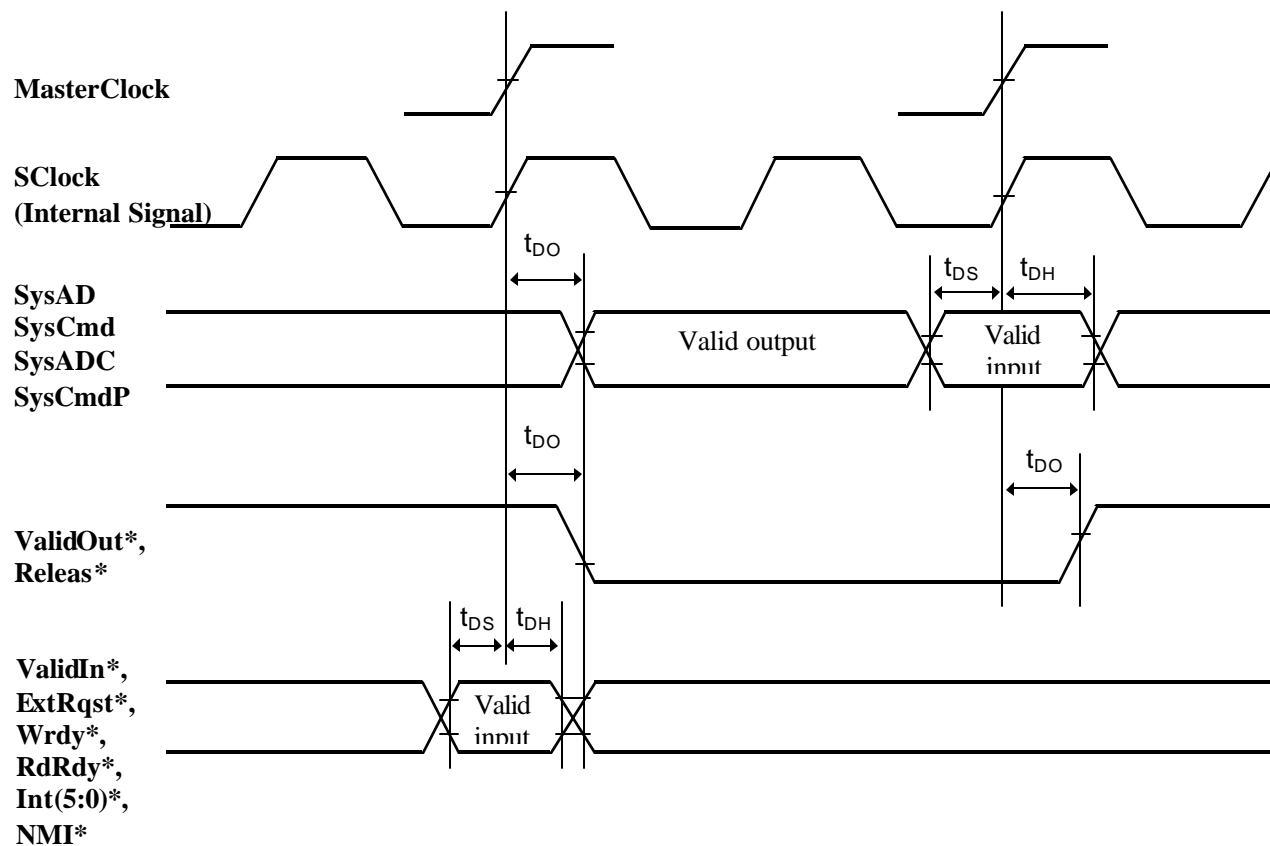 MasterClock
SClock
(Internal Signal)
tDO
tDS
tDH
SysAD
SysCmd
SysADC
SysCmdP
Valid output
Valid
input
tDO
tDO
ValidOut*,
Releas*
tDS
tDH
ValidIn*,
ExtRqst*,
Wrdy*,
RdRdy*,
Int(5:0)*,
NMI*
Valid
input